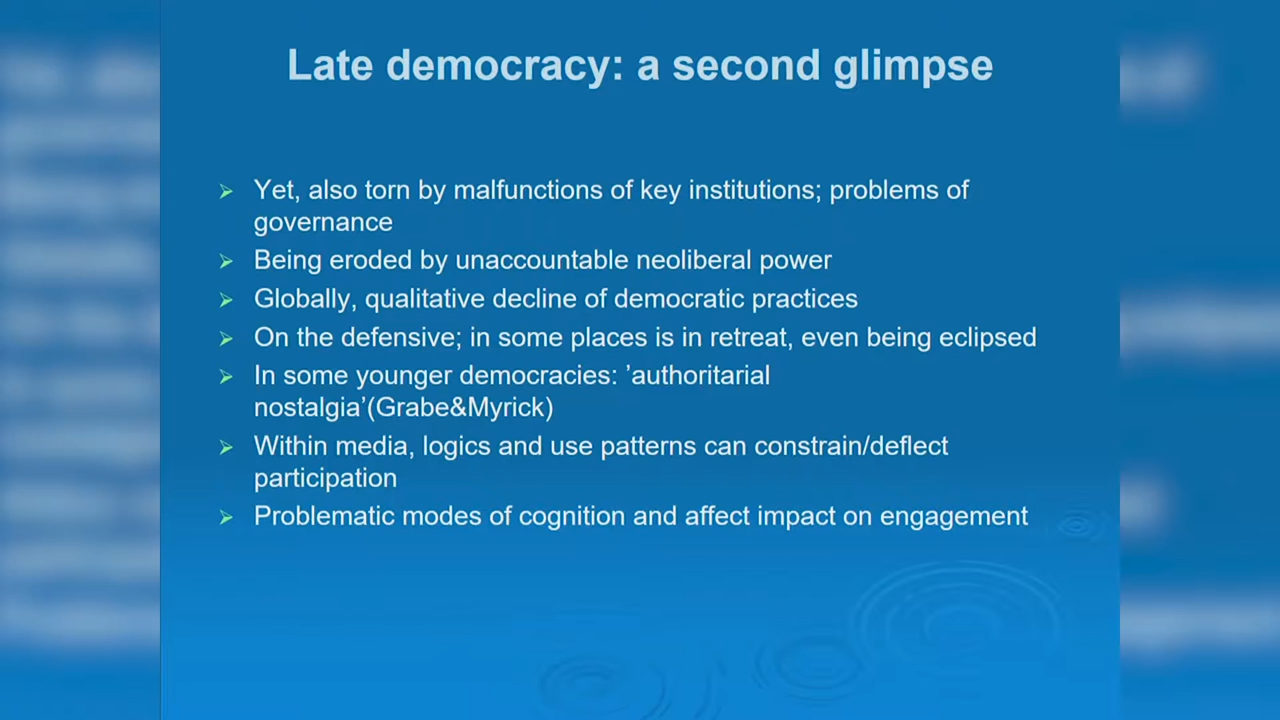 Late democracy: a second glimpse
Yet, also torn by malfunctions of key institutions; problems of
governance
Being eroded by unaccountable neoliberal power
Globally, qualitative decline of democratic practices
On the defensive; in some places is in retreat, even being eclipsed
In some younger democracies: ’authoritarial
nostalgia’(Grabe&Myrick)
Within media, logics and use patterns can constrain/deflect
participation
Problematic modes of cognition and affect impact on engagement